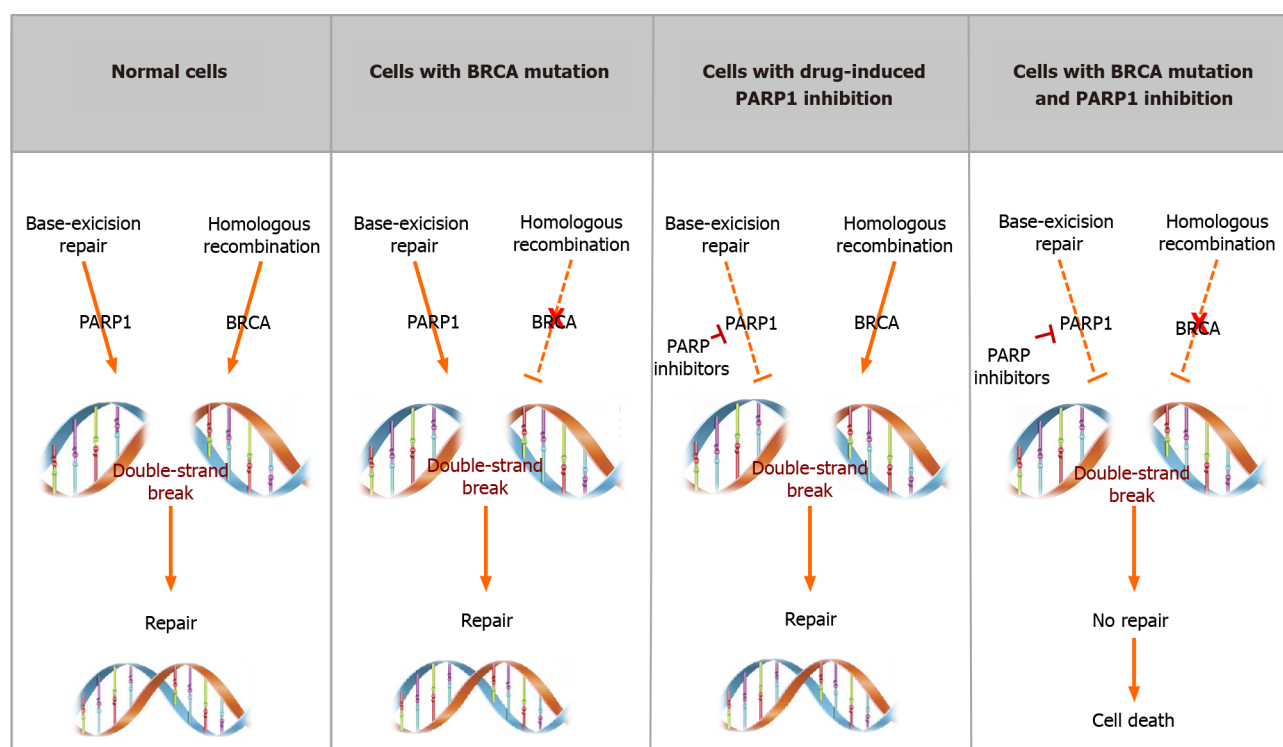 Normal cells
Cells with BRCA mutation
Cells with drug-induced
PARP1 inhibition
Cells with BRCA mutation
and PARP1 inhibition
Base-exicision
repair
Homologous
recombination
PARP1
BRCA
Double-strand
break
Repair
Base-exicision
repair
Homologous
recombination
PARP1
BRCA
Double-strand
break
Repair
Base-exicision
repair
Homologous
recombination
PARP1
BRCA
PARP
inhibitors
Double-strand
break
Repair
Base-exicision
repair
Homologous
recombination
PARP1
BRCA
PARP
inhibitors
Double-strand
break
No repair
Cell death